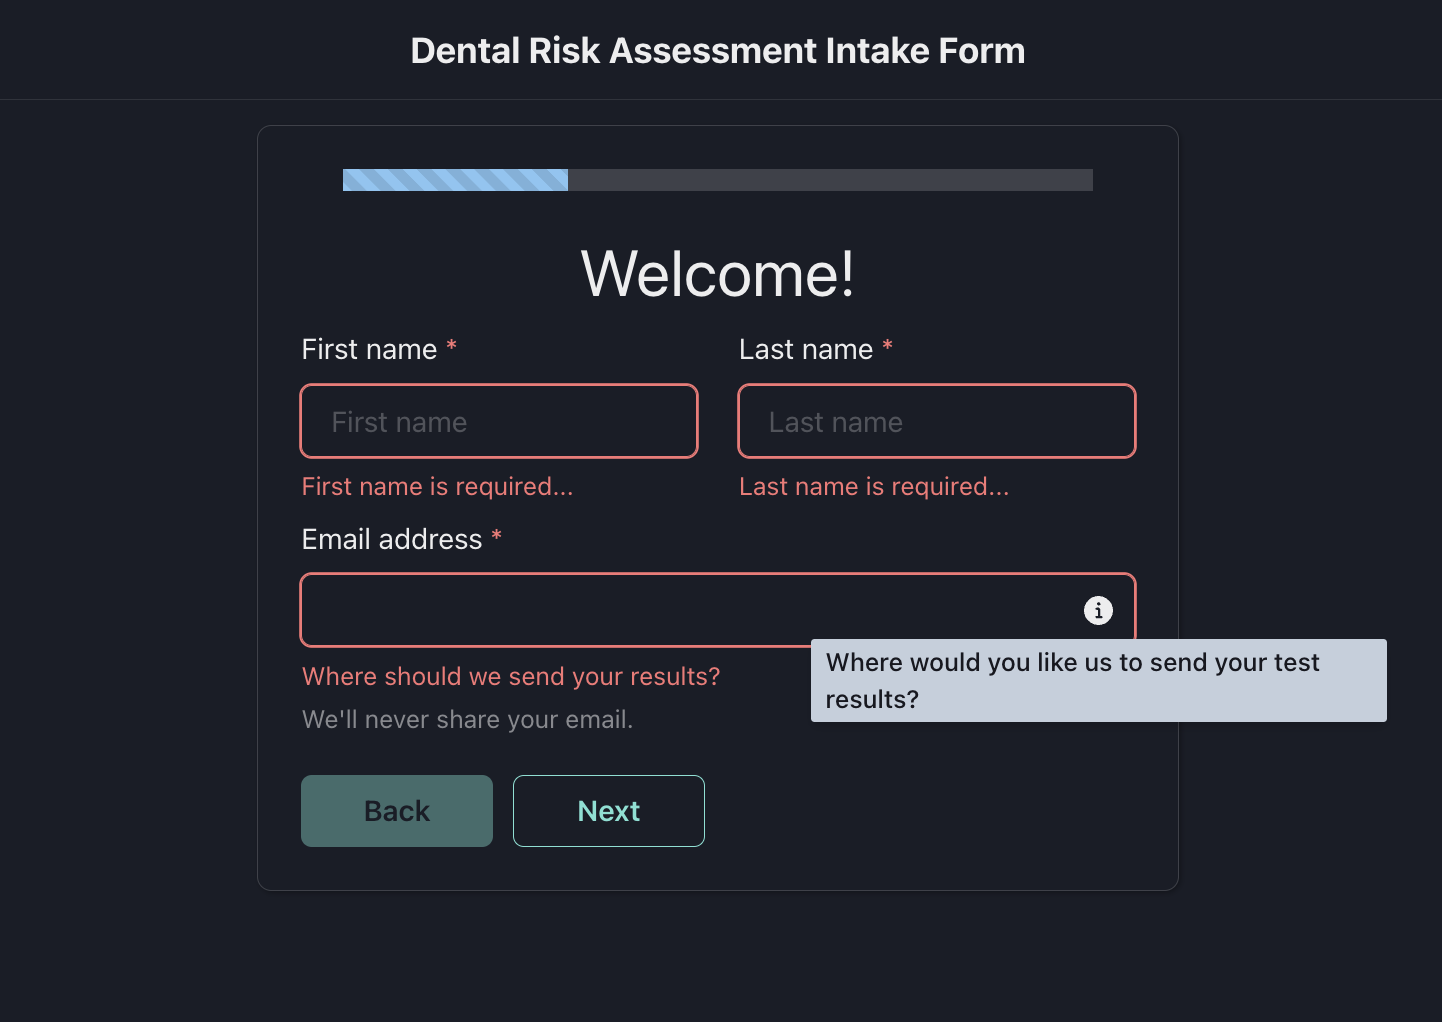 Dental Risk Assessment Intake Form
Welcome!
First name *
Last name *
First name
Last name
First name is required...
Last name is required...
Email address *
i
Where should we send your results?
Where would you like us to send your test
results?
We'll never share your email.
Back
Next